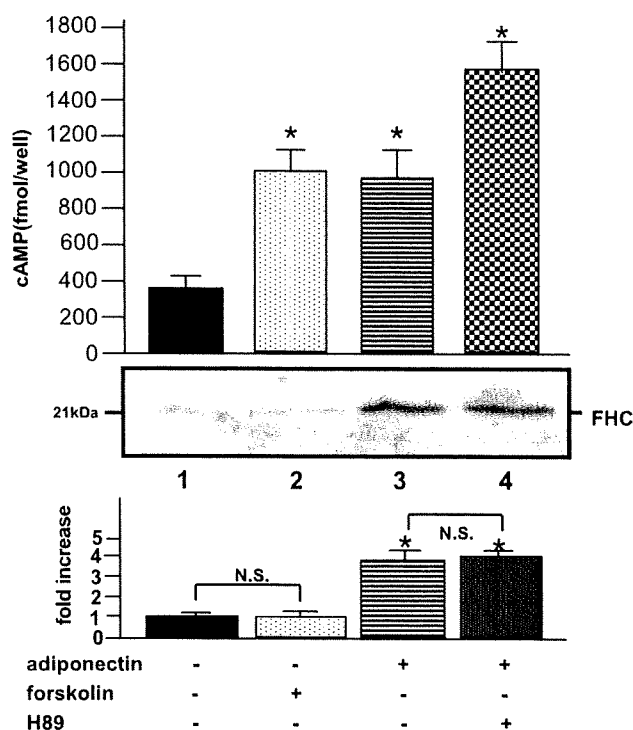 cAMP(fmol/well)
1800
1600
1400
1200
1000
800
600
400
200
0
*
*
*
21kDa
FHC
1 2 3 4
fold increase
5
4
3
2
1
0
N.S.
* N.S. *
adiponectin - - + +
forskolin - + - -
H89 - - - +